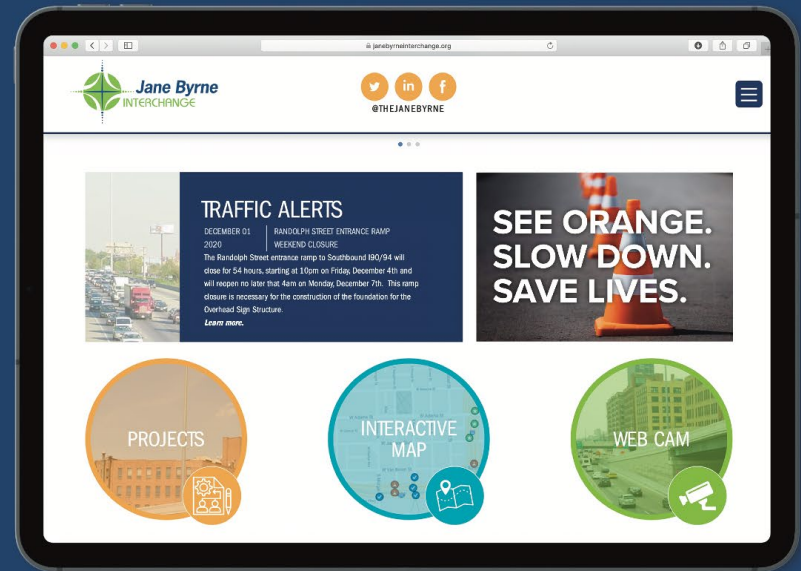 janebyrneinterchange.org
Jane Byrne
INTERCHANGE
@THEJANEBYRNE
TRAFFIC ALERTS
DECEMBER 01 RANDOLPH STREET ENTRANCE RAMP
2020 WEEKEND CLOSURE
The Randolph Street entrance ramp to Southbound I90/94 will
close for 54 hours, starting at 10pm on Friday, December 4th and
will reopen no later that 4am on Monday, December 7th. This ramp
closure is necessary for the construction of the foundation for the
Overhead Sign Structure.
Learn more.
SEE ORANGE.
SLOW DOWN.
SAVE LIVES.
PROJECTS
INTERACTIVE
MAP
WEB CAM